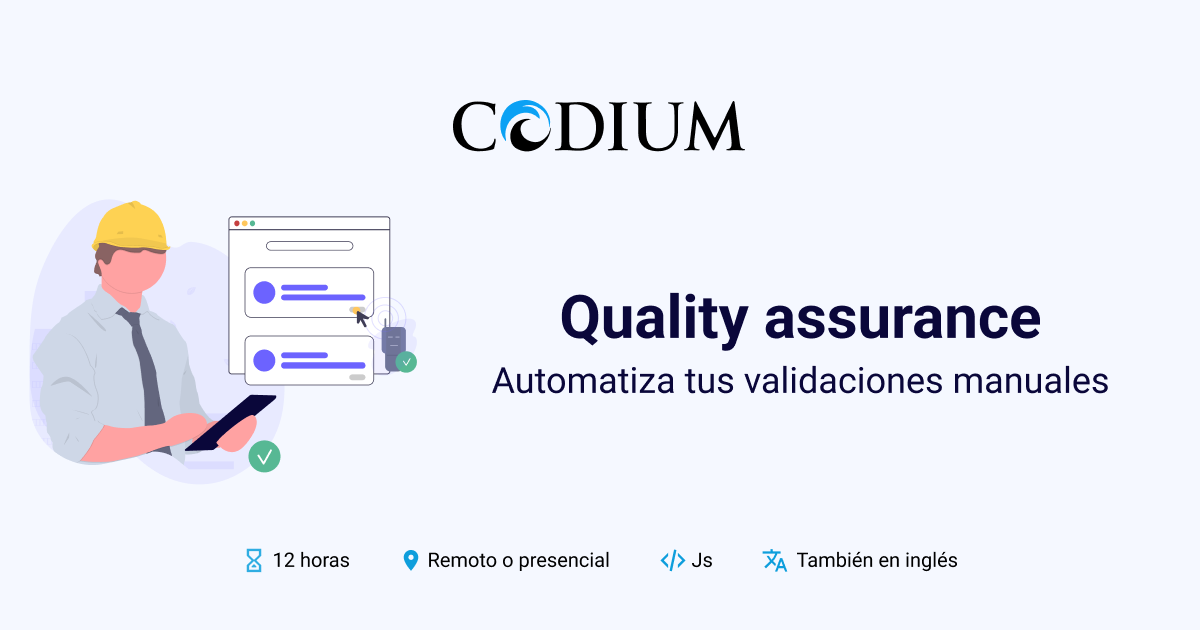 CODIUM
Quality assurance
Automatiza tus validaciones manuales
12 horas
Remoto o presencial
Js
También en inglés